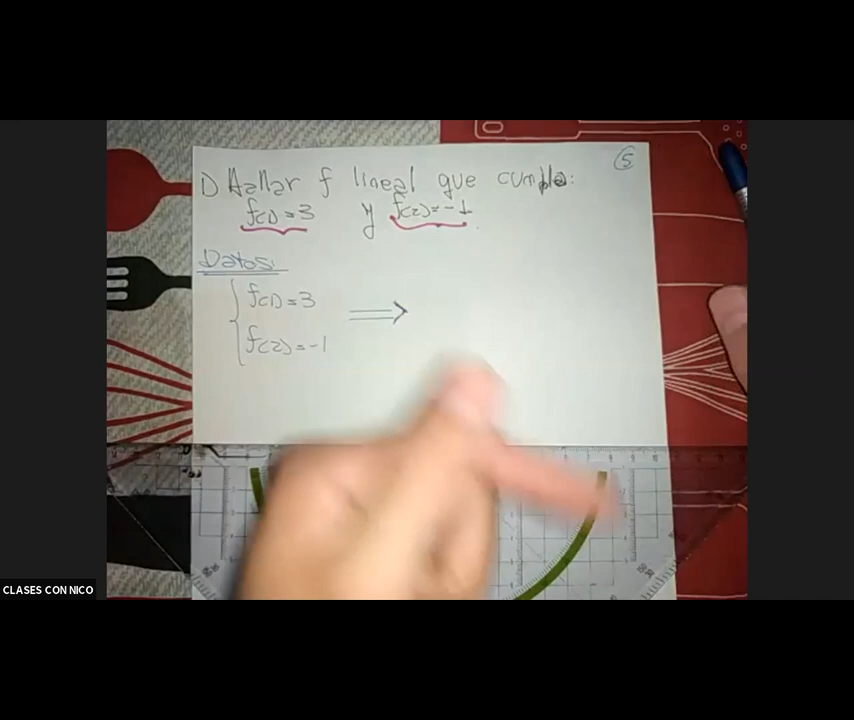 ⑤
1) Hallar f lineal que cumpla:
f(1)=3 y f(2)=-1.
Datos:
f(1)=3 ⟹
f(2)=-1
CLASES CON NICO